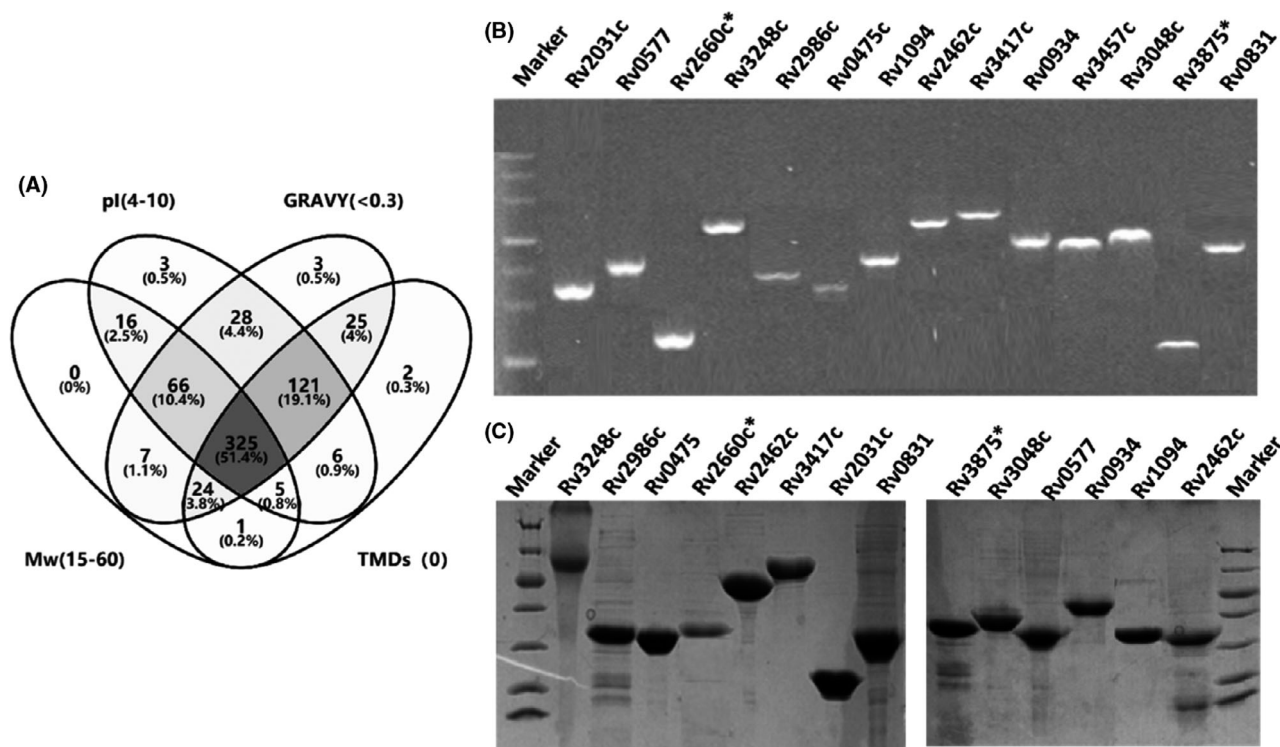 (A)
pI(4-10)
GRAVY(<0.3)
3
(0.5%)
3
(0.5%)
16
(2.5%)
28
(4.4%)
25
(4%)
0
(0%)
66
(10.4%)
121
(19.1%)
2
(0.3%)
325
(51.4%)
7
(1.1%)
6
(0.9%)
24
(3.8%)
5
(0.8%)
1
(0.2%)
Mw(15-60)
TMDs (0)
(B)
Marker
Rv2031c
Rv0577
Rv2660c*
Rv3248c
Rv2986c
Rv0475c
Rv1094
Rv2462c
Rv3417c
Rv0934
Rv3457c
Rv3048c
Rv3875*
Rv0831
(C)
Marker
Rv3248c
Rv2986c
Rv0475
Rv2660c*
Rv2462c
Rv3417c
Rv2031c
Rv0831
Rv3875*
Rv3048c
Rv0577
Rv0934
Rv1094
Rv2462c
Marker